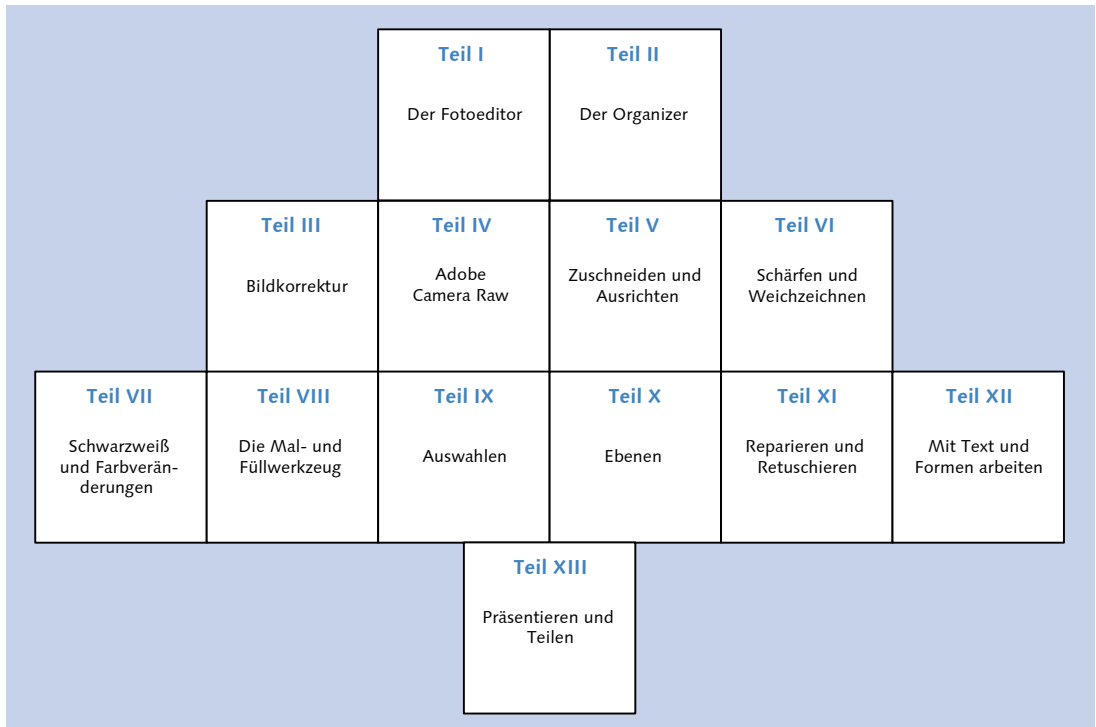 Teil I
Der Fotoeditor
Teil II
Der Organizer
Teil III
Bildkorrektur
Teil IV
Adobe
Camera Raw
Teil V
Zuschneiden und
Ausrichten
Teil VI
Schärfen und
Weichzeichnen
Teil VII
Schwarzweiß
und Farbverän-
derungen
Teil VIII
Die Mal- und
Füllwerkzeug
Teil IX
Auswahlen
Teil X
Ebenen
Teil XI
Reparieren und
Retuschieren
Teil XII
Mit Text und
Formen arbeiten
Teil XIII
Präsentieren und
Teilen